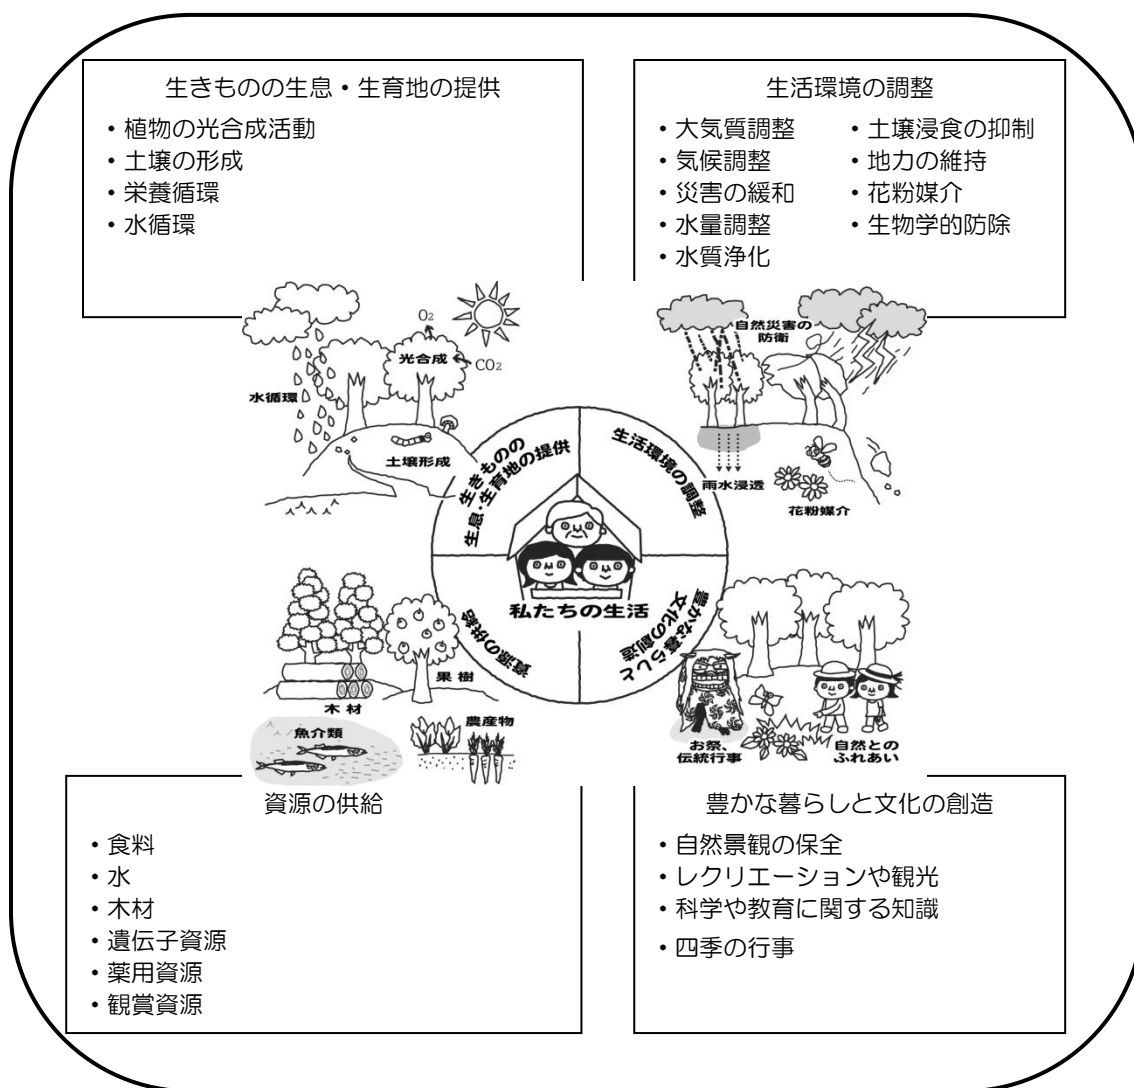 生きものの生息・生育地の提供
・植物の光合成活動
・土壌の形成
・栄養循環
・水循環
生活環境の調整
・大気質調整
・気候調整
・災害の緩和
・水量調整
・水質浄化
・土壌浸食の抑制
・地力の維持
・花粉媒介
・生物学的防除
O2
光合成
CO2
水循環
土壌形成
自然災害の
防衛
雨水浸透
花粉媒介
生きものの
生息・生育地の提供
生活環境の調整
私たちの生活
資源の供給
豊かな暮らしと
文化の創造
果樹
木材
魚介類
農産物
お祭、
伝統行事
自然との
ふれあい
資源の供給
・食料
・水
・木材
・遺伝子資源
・薬用資源
・観賞資源
豊かな暮らしと文化の創造
・自然景観の保全
・レクリエーションや観光
・科学や教育に関する知識
・四季の行事